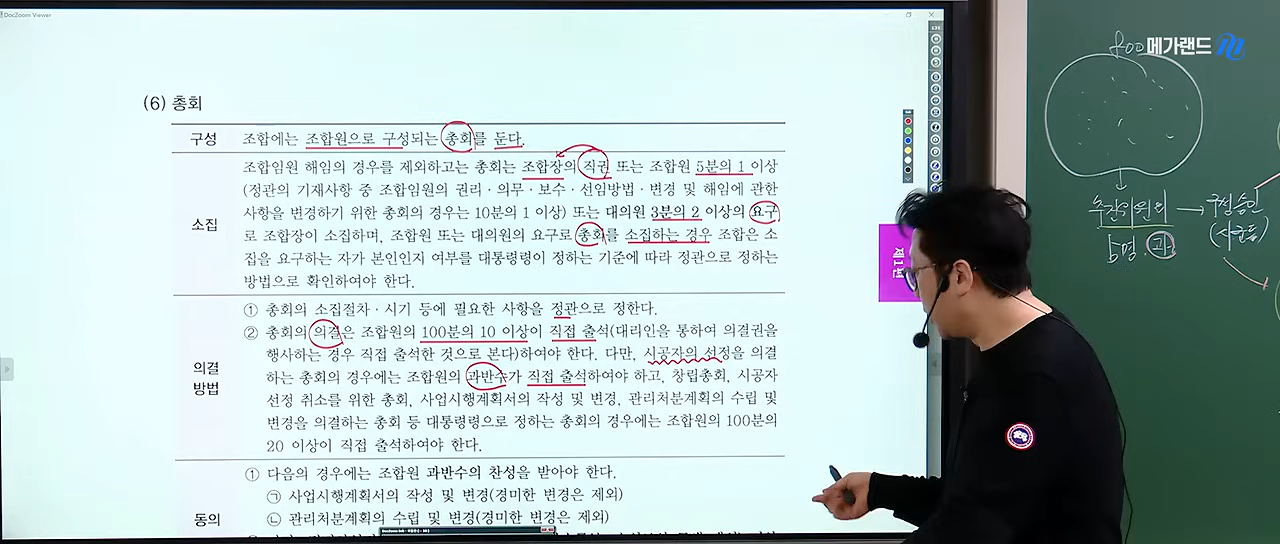 DocZoom Viewer
메가랜드
800
(6) 총회
구성 조합에는 조합원으로 구성되는 총회를 둔다.
조합임원 해임의 경우를 제외하고는 총회는 조합장의 직권 또는 조합원 5분의 1 이상
(정관의 기재사항 중 조합임원의 권리·의무·보수·선임방법·변경 및 해임에 관한
사항을 변경하기 위한 총회의 경우는 10분의 1 이상) 또는 대의원 3분의 2 이상의 요구
소집
로 조합장이 소집하며, 조합원 또는 대의원의 요구로 총회를 소집하는 경우 조합은 소
집을 요구하는 자가 본인인지 여부를 대통령령이 정하는 기준에 따라 정관으로 정하는
방법으로 확인하여야 한다.
① 총회의 소집절차·시기 등에 필요한 사항을 정관으로 정한다.
② 총회의 의결은 조합원의 100분의 10 이상이 직접 출석(대리인을 통하여 의결권을
행사하는 경우 직접 출석한 것으로 본다)하여야 한다. 다만, 시공자의 선정을 의결
의결
방법
하는 총회의 경우에는 조합원의 과반수가 직접 출석하여야 하고, 창립총회, 시공자
선정 취소를 위한 총회, 사업시행계획서의 작성 및 변경, 관리처분계획의 수립 및
변경을 의결하는 총회 등 대통령령으로 정하는 총회의 경우에는 조합원의 100분의
20 이상이 직접 출석하여야 한다.
① 다음의 경우에는 조합원 과반수의 찬성을 받아야 한다.
㉠ 사업시행계획서의 작성 및 변경(경미한 변경은 제외)
동의
㉡ 관리처분계획의 수립 및 변경(경미한 변경은 제외)
제1편
추진위원회 → 구성승인
5명. 과